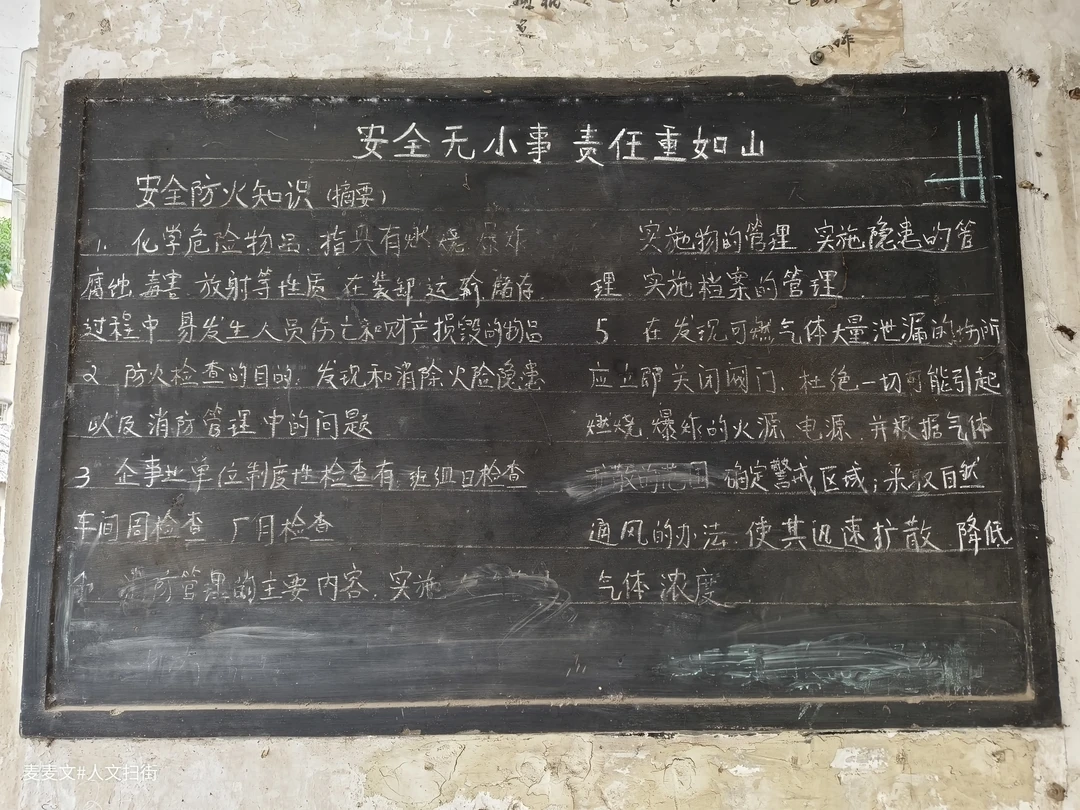 安全无小事 责任重如山
安全防火知识(摘要)
1. 化学危险物品. 指具有燃烧 爆炸
腐蚀 毒害 放射等性质 在装卸运输储存
过程中 易发生人员伤亡和财产损毁的物品
2 防火检查的目的. 发现和消除火险隐患
以及消防管理中的问题
3 企事业单位制度性检查有 班组日检查
车间周检查 厂月检查
消防管理的主要内容. 实施
实施物的管理 实施隐患的管
理 实施档案的管理.
5. 在发现可燃气体大量泄漏的场所
应立即关闭阀门. 杜绝一切可能引起
燃烧 爆炸的火源 电源 并根据气体
扩散的范围 确定警戒区域; 采取自然
通风的办法. 使其迅速扩散 降低
气体浓度
麦麦文#人文扫街